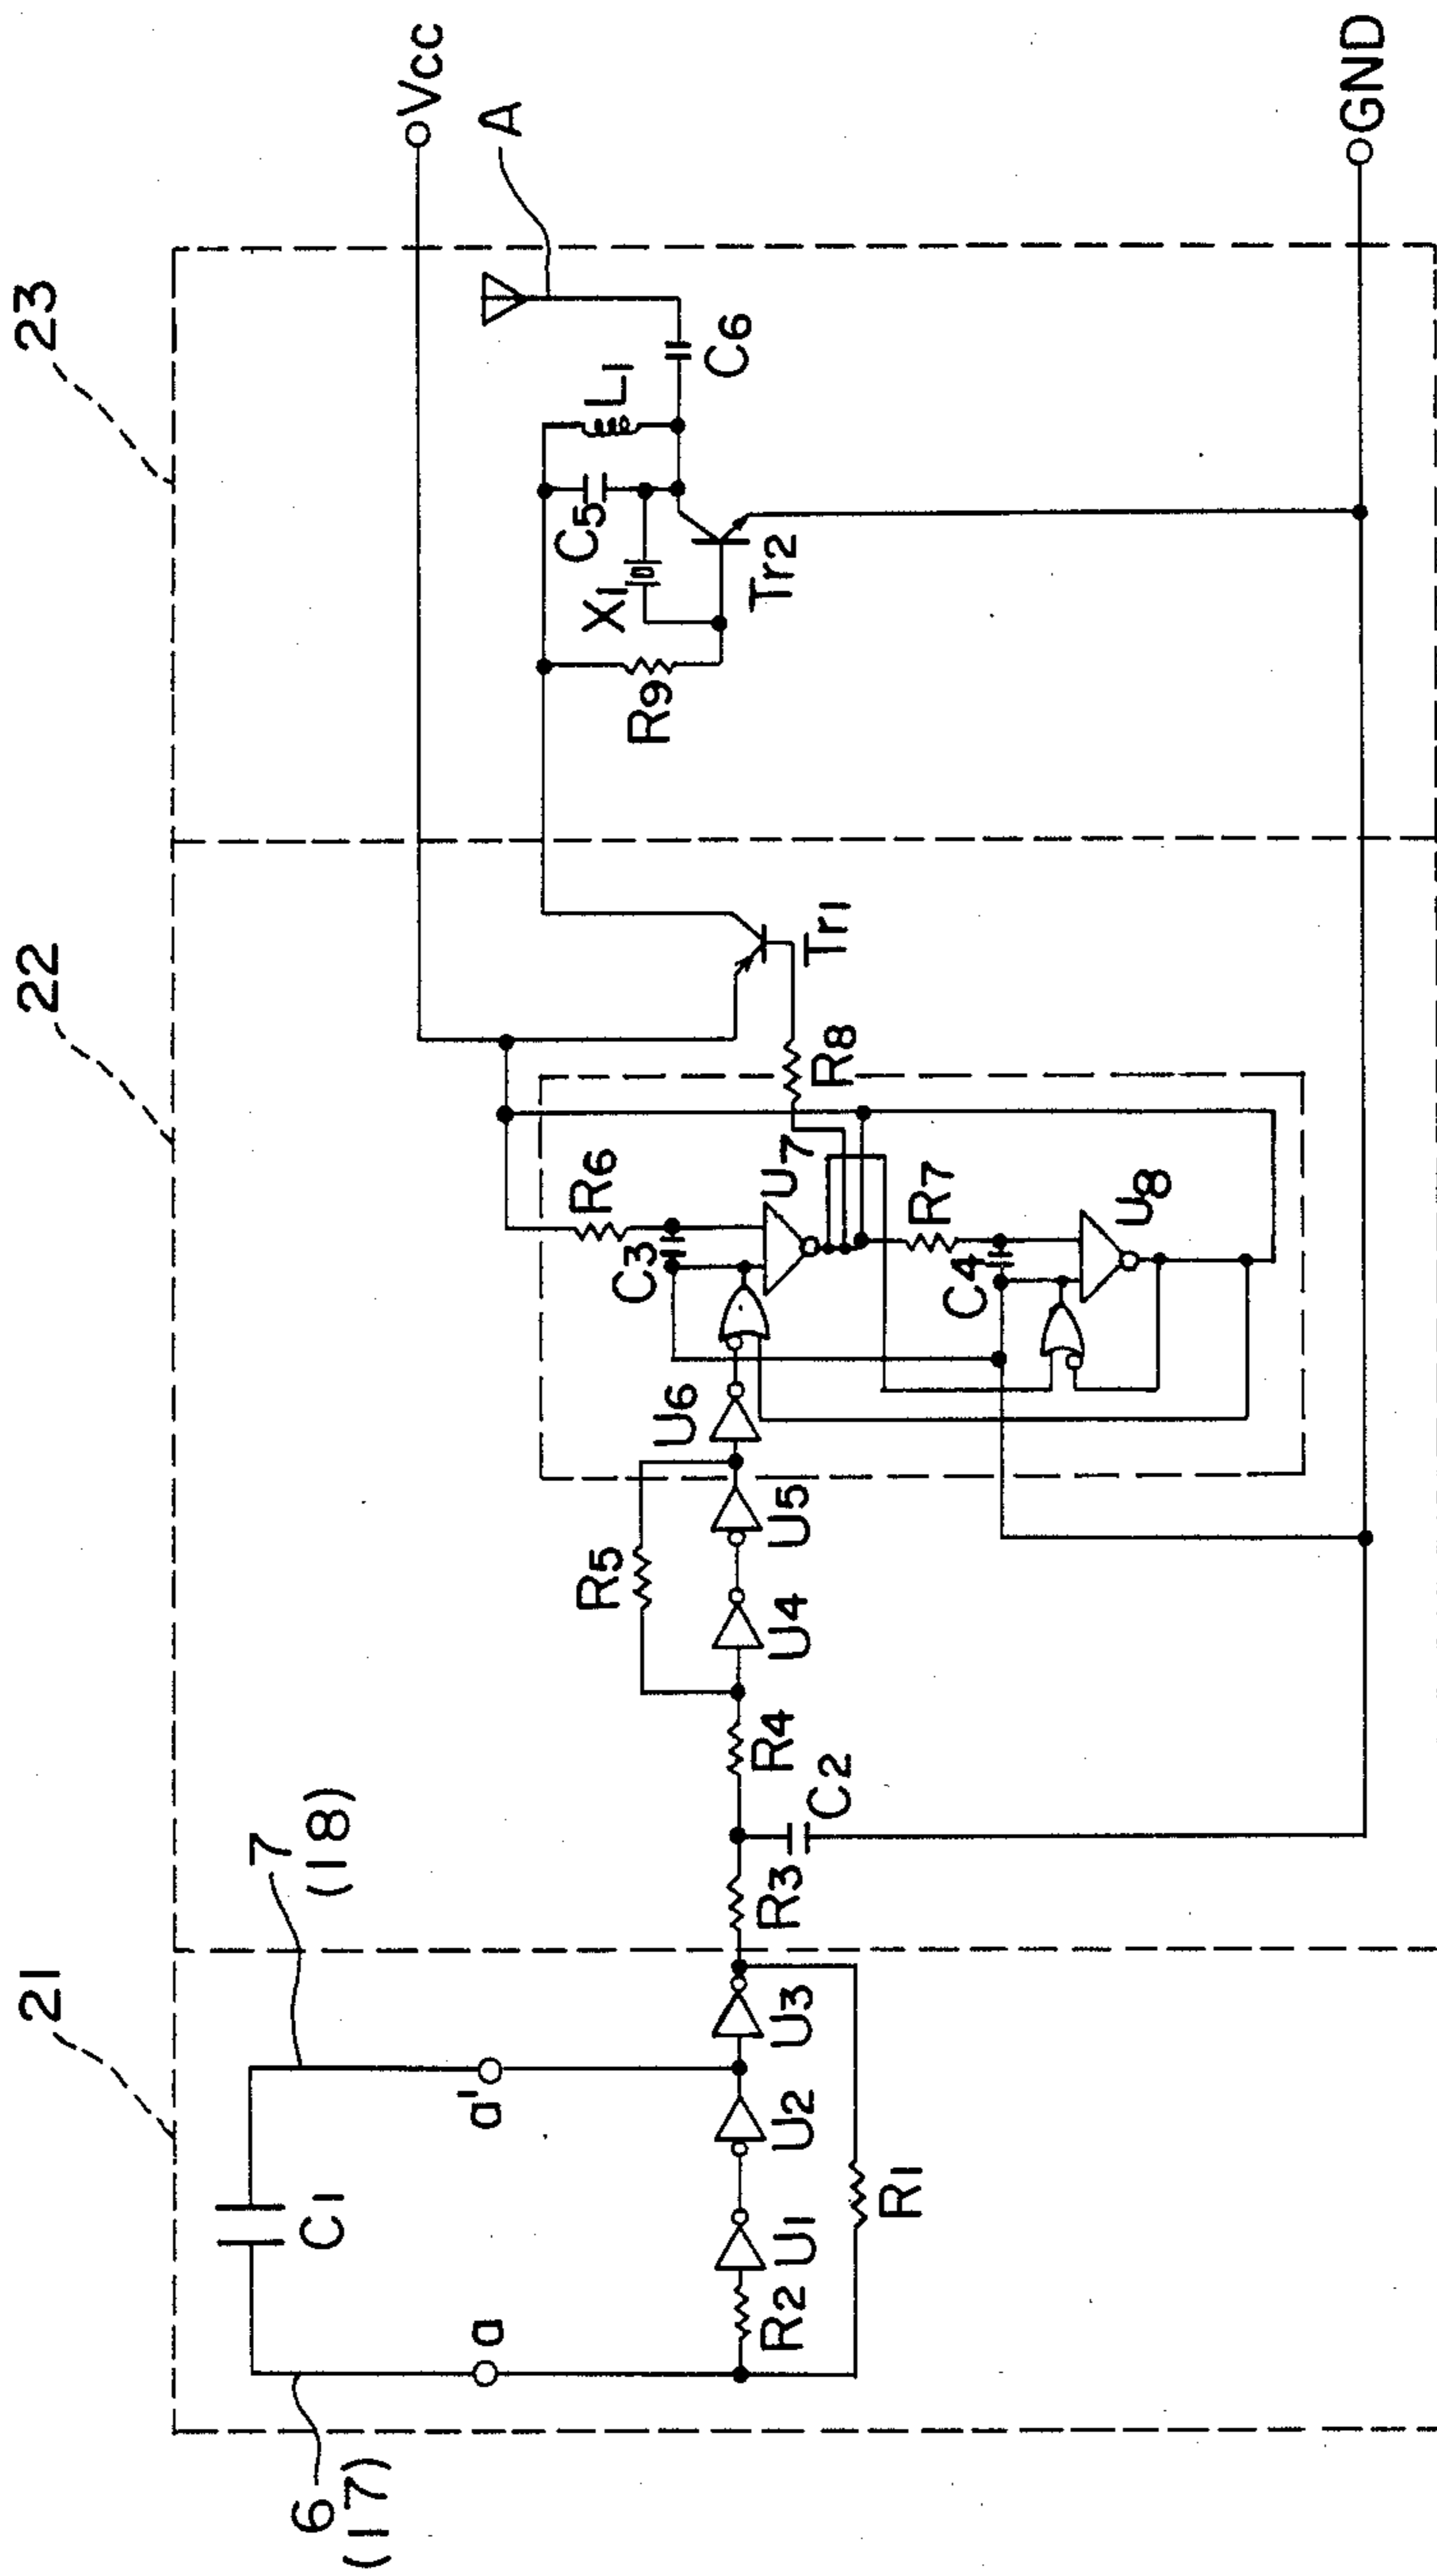 21
22
23
6
(17)
7
(18)
C1
a
a'
R2
U1
U2
U3
R1
R3
C2
R4
U4
U5
R5
U6
C3
R6
U7
R7
C4
U8
R8
Tr1
R9
X1
C5
L1
Tr2
C6
A
Vcc
GND